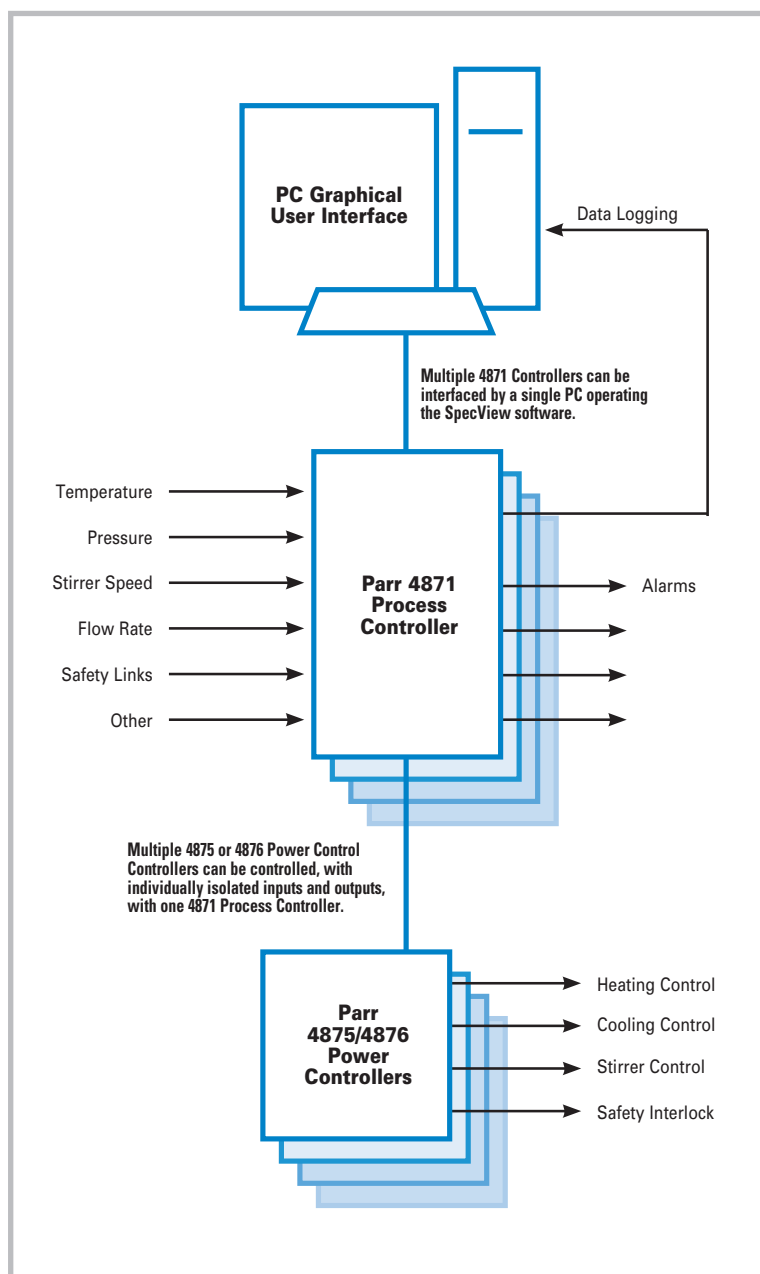 PC Graphical
User Interface
Data Logging
Multiple 4871 Controllers can be
interfaced by a single PC operating
the SpecView software.
Temperature
Pressure
Stirrer Speed
Flow Rate
Safety Links
Other
Parr 4871
Process
Controller
Alarms
Multiple 4875 or 4876 Power Control
Controllers can be controlled, with
individually isolated inputs and outputs,
with one 4871 Process Controller.
Parr
4875/4876
Power
Controllers
Heating Control
Cooling Control
Stirrer Control
Safety Interlock